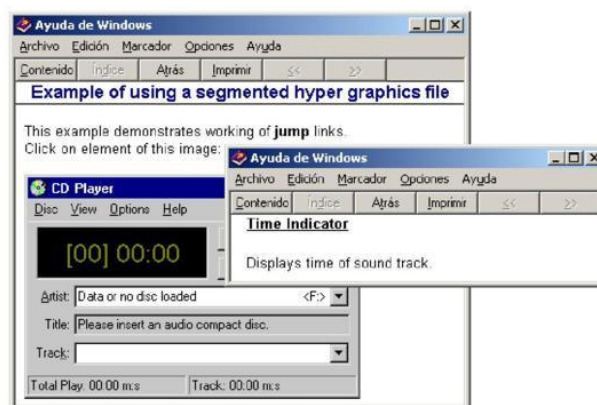 Ayuda de Windows
Archivo Edición Marcador Opciones Ayuda
Contenido Índice Atrás Imprimir << >>
Example of using a segmented hyper graphics file
This example demonstrates working of jump links.
Click on element of this image:
CD Player
Disc View Options Help
[00] 00:00
Artist: Data or no disc loaded <F:>
Title: Please insert an audio compact disc.
Track:
Total Play: 00:00 m:s Track: 00:00 m:s
Ayuda de Windows
Archivo Edición Marcador Opciones Ayuda
Contenido Índice Atrás Imprimir << >>
Time Indicator
Displays time of sound track.